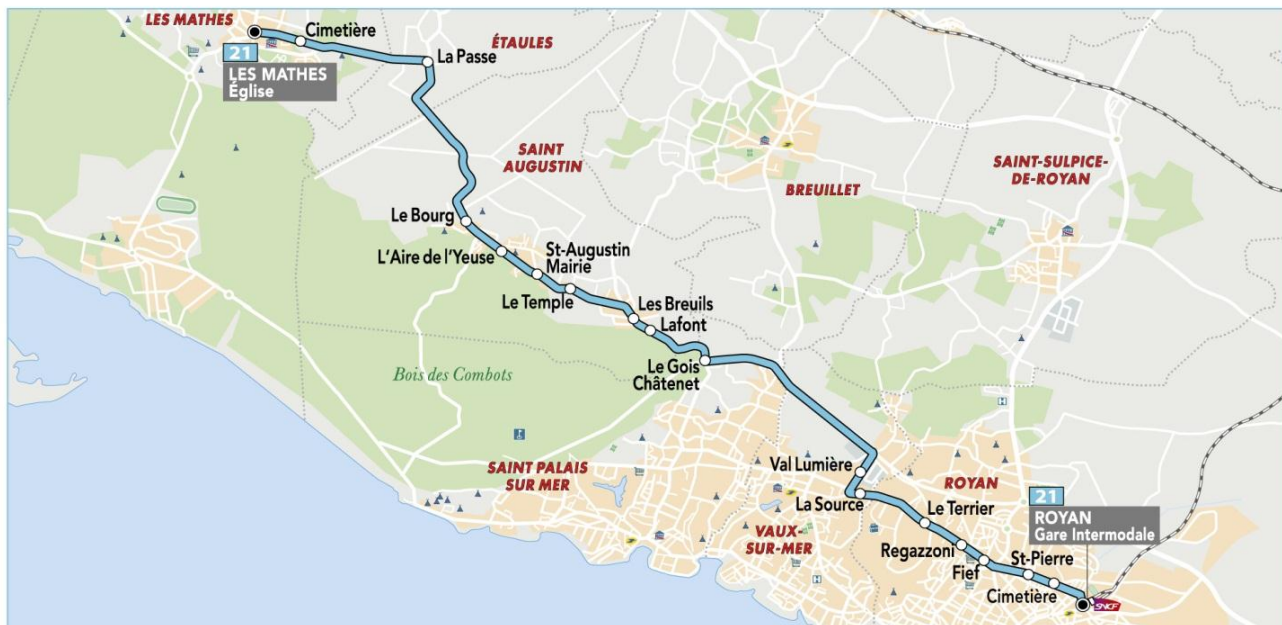 LES MATHES
Cimetière
ÉTAULES
La Passe
21
LES MATHES
Église
SAINT
AUGUSTIN
BREUILLET
SAINT-SULPICE-
DE-ROYAN
Le Bourg
L'Aire de l'Yeuse
St-Augustin
Mairie
Le Temple
Les Breuils
Lafont
Le Gois
Châtenet
Bois des Combots
SAINT PALAIS
SUR MER
Val Lumière
La Source
ROYAN
Le Terrier
21
ROYAN
Gare Intermodale
VAUX-
SUR-MER
Regazzoni
Fief
St-Pierre
Cimetière
SNCF
H
H